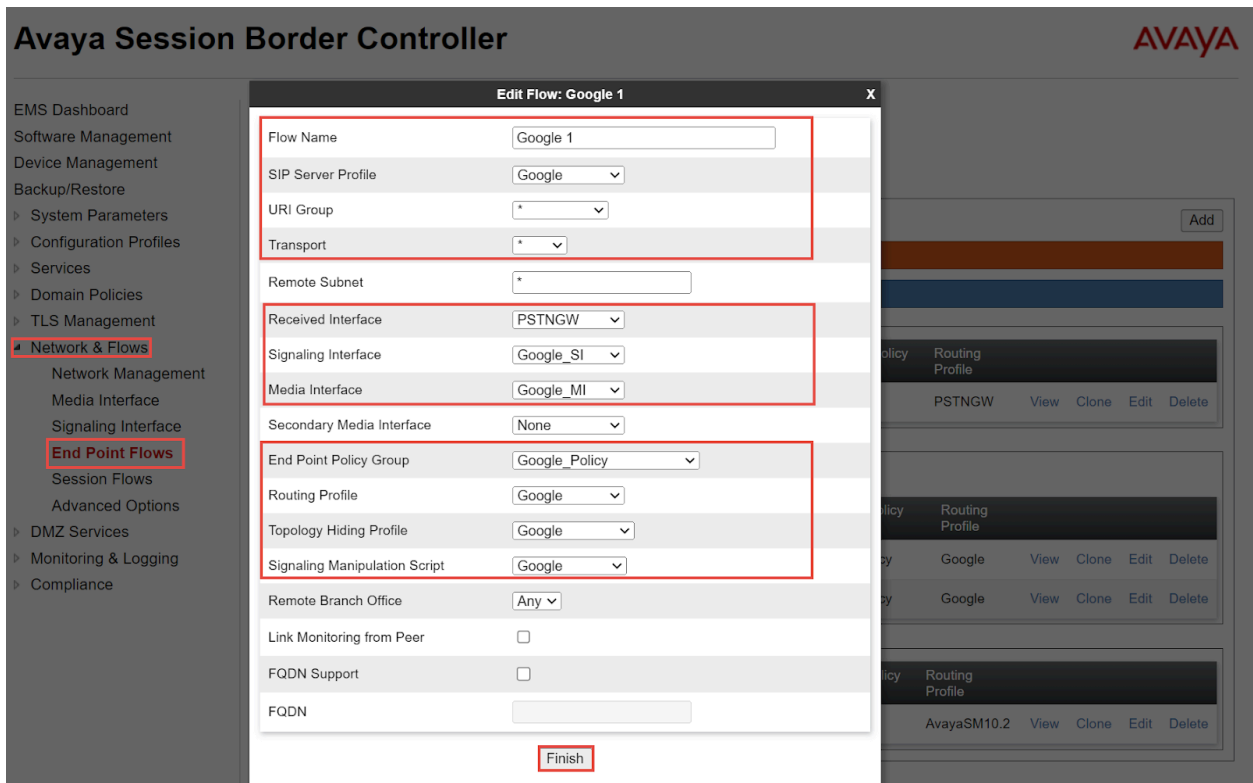 Avaya Session Border Controller
AVAYA
EMS Dashboard
Software Management
Device Management
Backup/Restore
System Parameters
Configuration Profiles
Services
Domain Policies
TLS Management
Network & Flows
Network Management
Media Interface
Signaling Interface
End Point Flows
Session Flows
Advanced Options
DMZ Services
Monitoring & Logging
Compliance
Edit Flow: Google 1 X
Flow Name Google 1
SIP Server Profile Google
URI Group *
Transport *
Remote Subnet *
Received Interface PSTNGW
Signaling Interface Google_SI
Media Interface Google_MI
Secondary Media Interface None
End Point Policy Group Google_Policy
Routing Profile Google
Topology Hiding Profile Google
Signaling Manipulation Script Google
Remote Branch Office Any
Link Monitoring from Peer
FQDN Support
FQDN
Finish
Add
olicy Routing
Profile
PSTNGW View Clone Edit Delete
licy Routing
Profile
cy Google View Clone Edit Delete
cy Google View Clone Edit Delete
licy Routing
Profile
AvayaSM10.2 View Clone Edit Delete